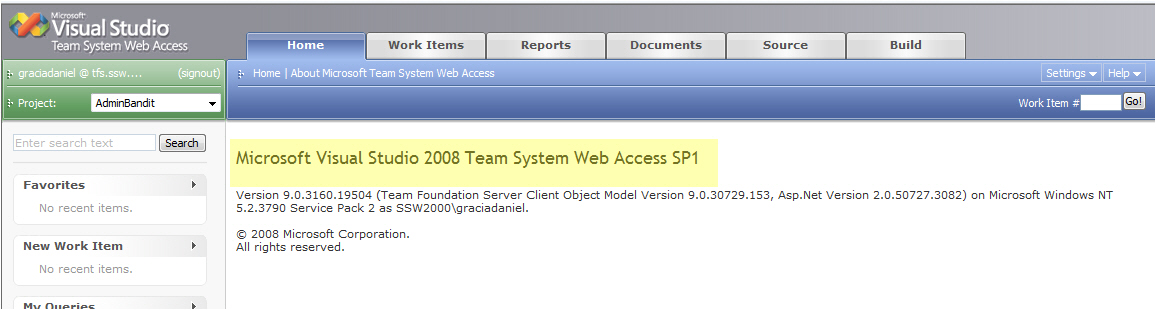 Microsoft
Visual Studio
Team System Web Access
Home
Work Items
Reports
Documents
Source
Build
graciadaniel @ tfs.ssw.... (signout)
Home | About Microsoft Team System Web Access
Settings
Help
Project: AdminBandit
Work Item # Go!
Enter search text Search
Microsoft Visual Studio 2008 Team System Web Access SP1
Favorites
No recent items.
Version 9.0.3160.19504 (Team Foundation Server Client Object Model Version 9.0.30729.153, Asp.Net Version 2.0.50727.3082) on Microsoft Windows NT
5.2.3790 Service Pack 2 as SSW2000\graciadaniel.
© 2008 Microsoft Corporation.
All rights reserved.
New Work Item
No recent items.
My Queries